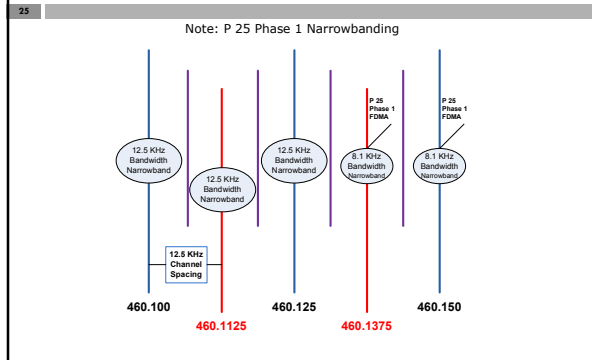 25
Note: P 25 Phase 1 Narrowbanding
P 25
Phase 1
FDMA
P 25
Phase 1
FDMA
12.5 KHz
Bandwidth
Narrowband
12.5 KHz
Bandwidth
Narrowband
12.5 KHz
Bandwidth
Narrowband
8.1 KHz
Bandwidth
Narrowband
8.1 KHz
Bandwidth
Narrowband
12.5 KHz
Channel
Spacing
460.100
460.1125
460.125
460.1375
460.150